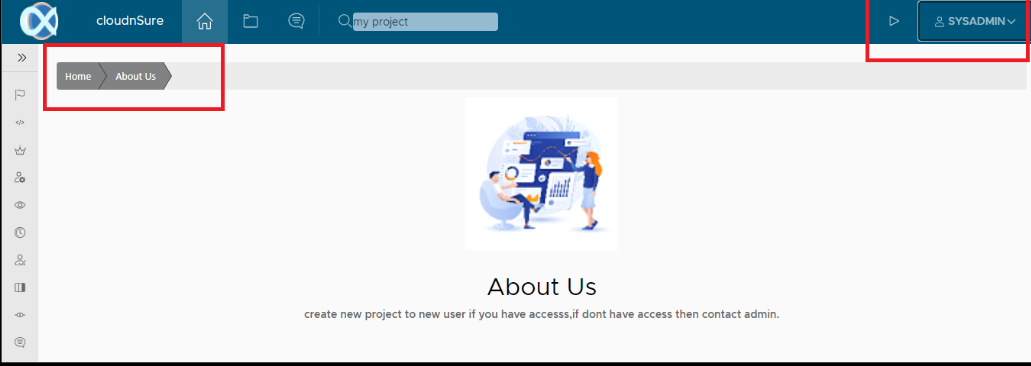 cloudnSure
my project
SYSADMIN
Home
About Us
About Us
create new project to new user if you have accesss,if dont have access then contact admin.